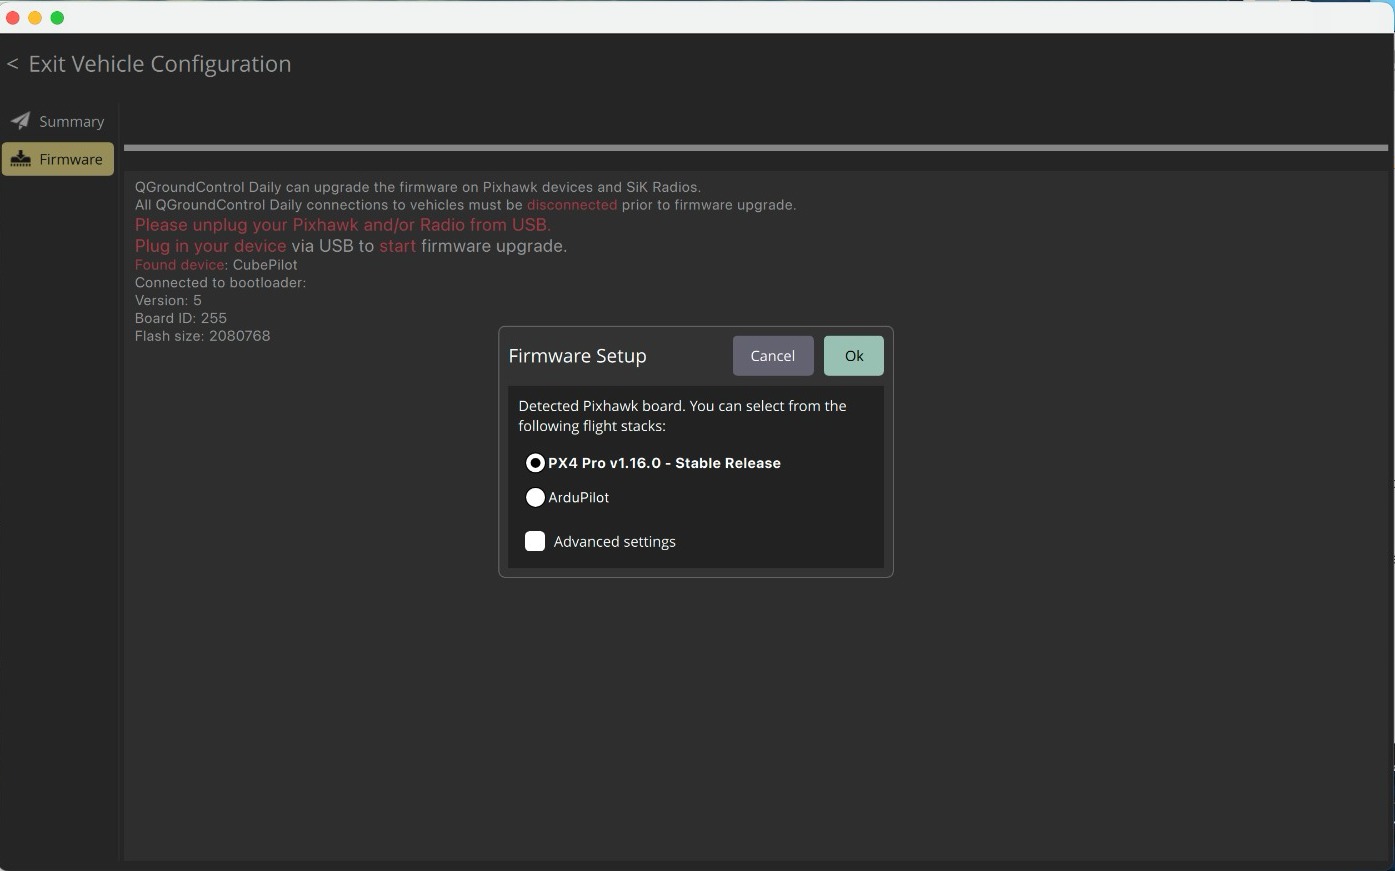 < Exit Vehicle Configuration
Summary
Firmware
QGroundControl Daily can upgrade the firmware on Pixhawk devices and SiK Radios.
All QGroundControl Daily connections to vehicles must be disconnected prior to firmware upgrade.
Please unplug your Pixhawk and/or Radio from USB.
Plug in your device via USB to start firmware upgrade.
Found device: CubePilot
Connected to bootloader:
Version: 5
Board ID: 255
Flash size: 2080768
Firmware Setup
Cancel
Ok
Detected Pixhawk board. You can select from the
following flight stacks:
PX4 Pro v1.16.0 - Stable Release
ArduPilot
Advanced settings